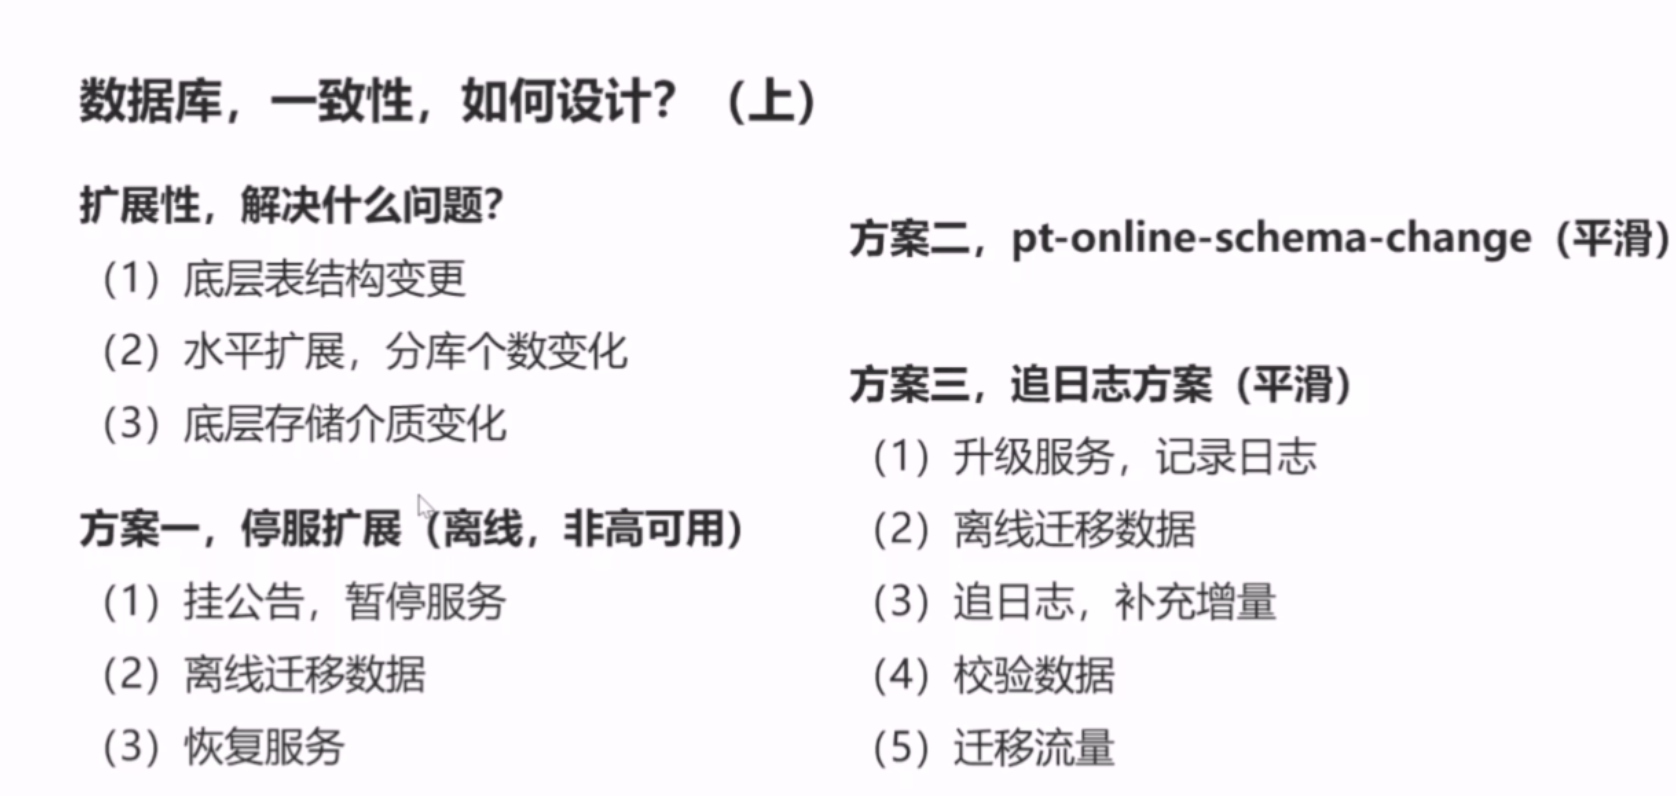 数据库，一致性，如何设计？（上）
扩展性，解决什么问题？
（1）底层表结构变更
（2）水平扩展，分库个数变化
（3）底层存储介质变化
方案一，停服扩展（离线，非高可用）
（1）挂公告，暂停服务
（2）离线迁移数据
（3）恢复服务
方案二，pt-online-schema-change（平滑）
方案三，追日志方案（平滑）
（1）升级服务，记录日志
（2）离线迁移数据
（3）追日志，补充增量
（4）校验数据
（5）迁移流量